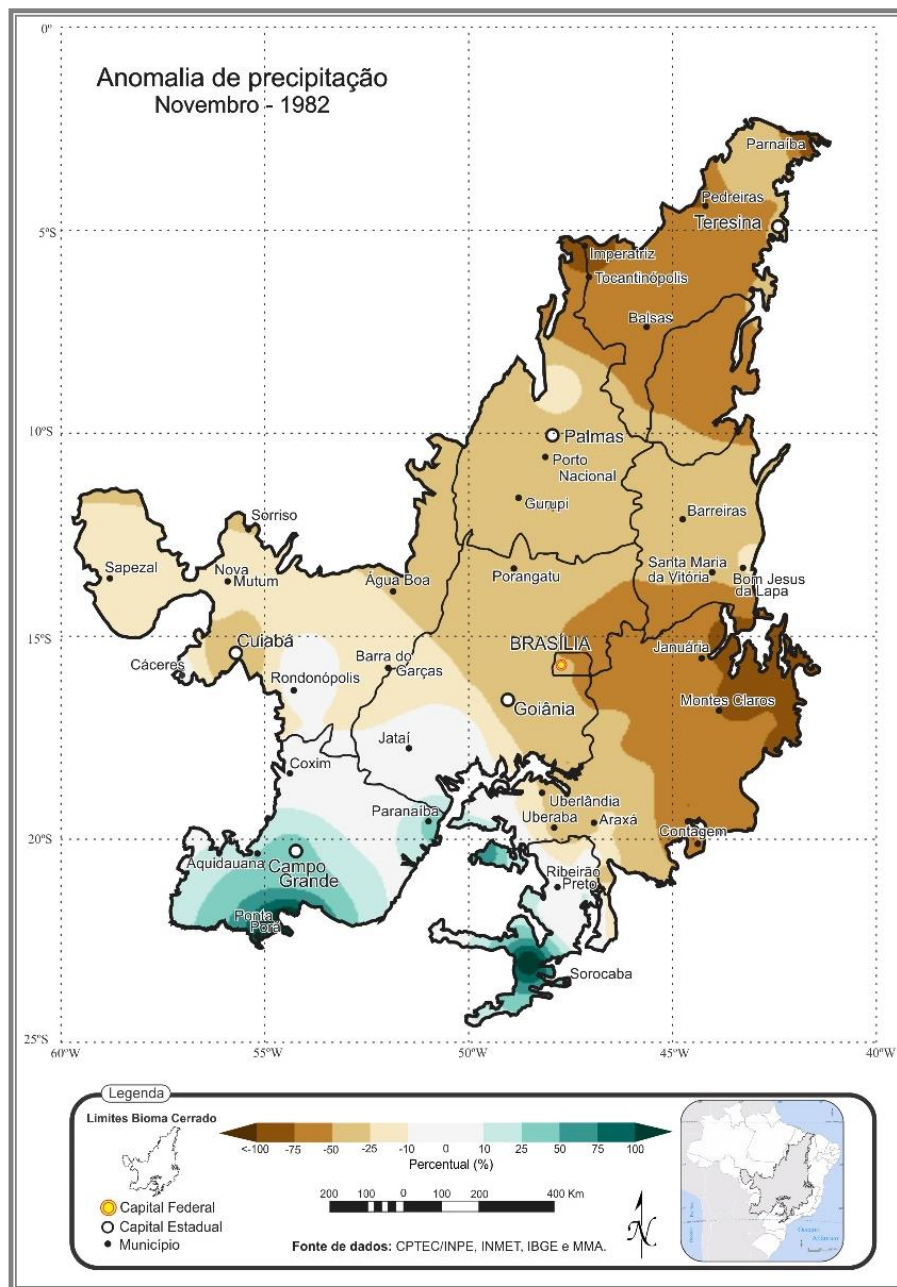 0°
Anomalia de precipitação
Novembro - 1982
Parnaíba
Pedreiras
Teresina
5°S
Imperatriz
Tocantinópolis
Balsas
10°S
Palmas
Porto
Nacional
Gurupi
Barreiras
Sorriso
Sapezal
Nova
Mutum
Água Boa
Porangatu
Santa Maria
da Vitória
Bom Jesus
da Lapa
15°S
Cuiabá
BRASÍLIA
Januária
Cáceres
Barra do
Garças
Rondonópolis
Goiânia
Montes Claros
Jataí
Coxim
Paranaíba
Uberlândia
Uberaba
Araxá
20°S
Contagem
Aquidauana
Campo
Grande
Ribeirão
Preto
Ponta
Porã
Sorocaba
25°S
60°W
55°W
50°W
45°W
40°W
Legenda
Limites Bioma Cerrado
<-100 -75 -50 -25 -10 0 10 25 50 75 100
Percentual (%)
Capital Federal
Capital Estadual
Município
200 100 0 100 200 400 Km
N
Fonte de dados: CPTEC/INPE, INMET, IBGE e MMA.
Oceano
Atlântico